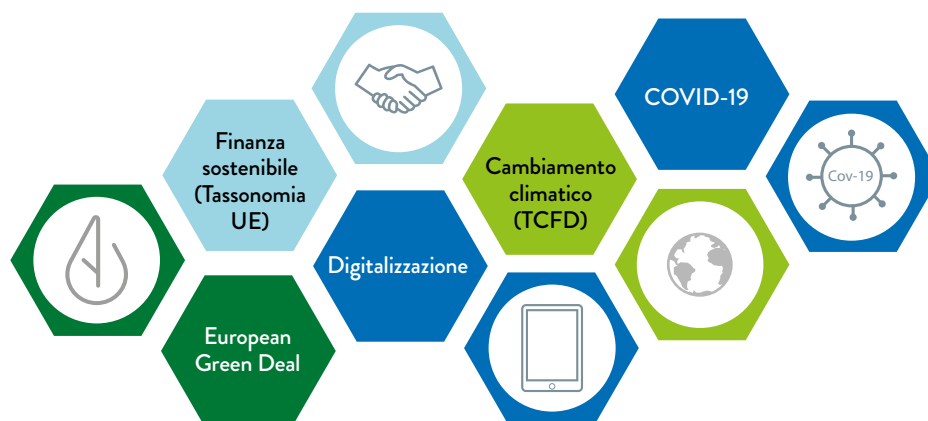 COVID-19
Finanza
sostenibile
(Tassonomia
UE)
Cambiamento
climatico
(TCFD)
Cov-19
Digitalizzazione
European
Green Deal